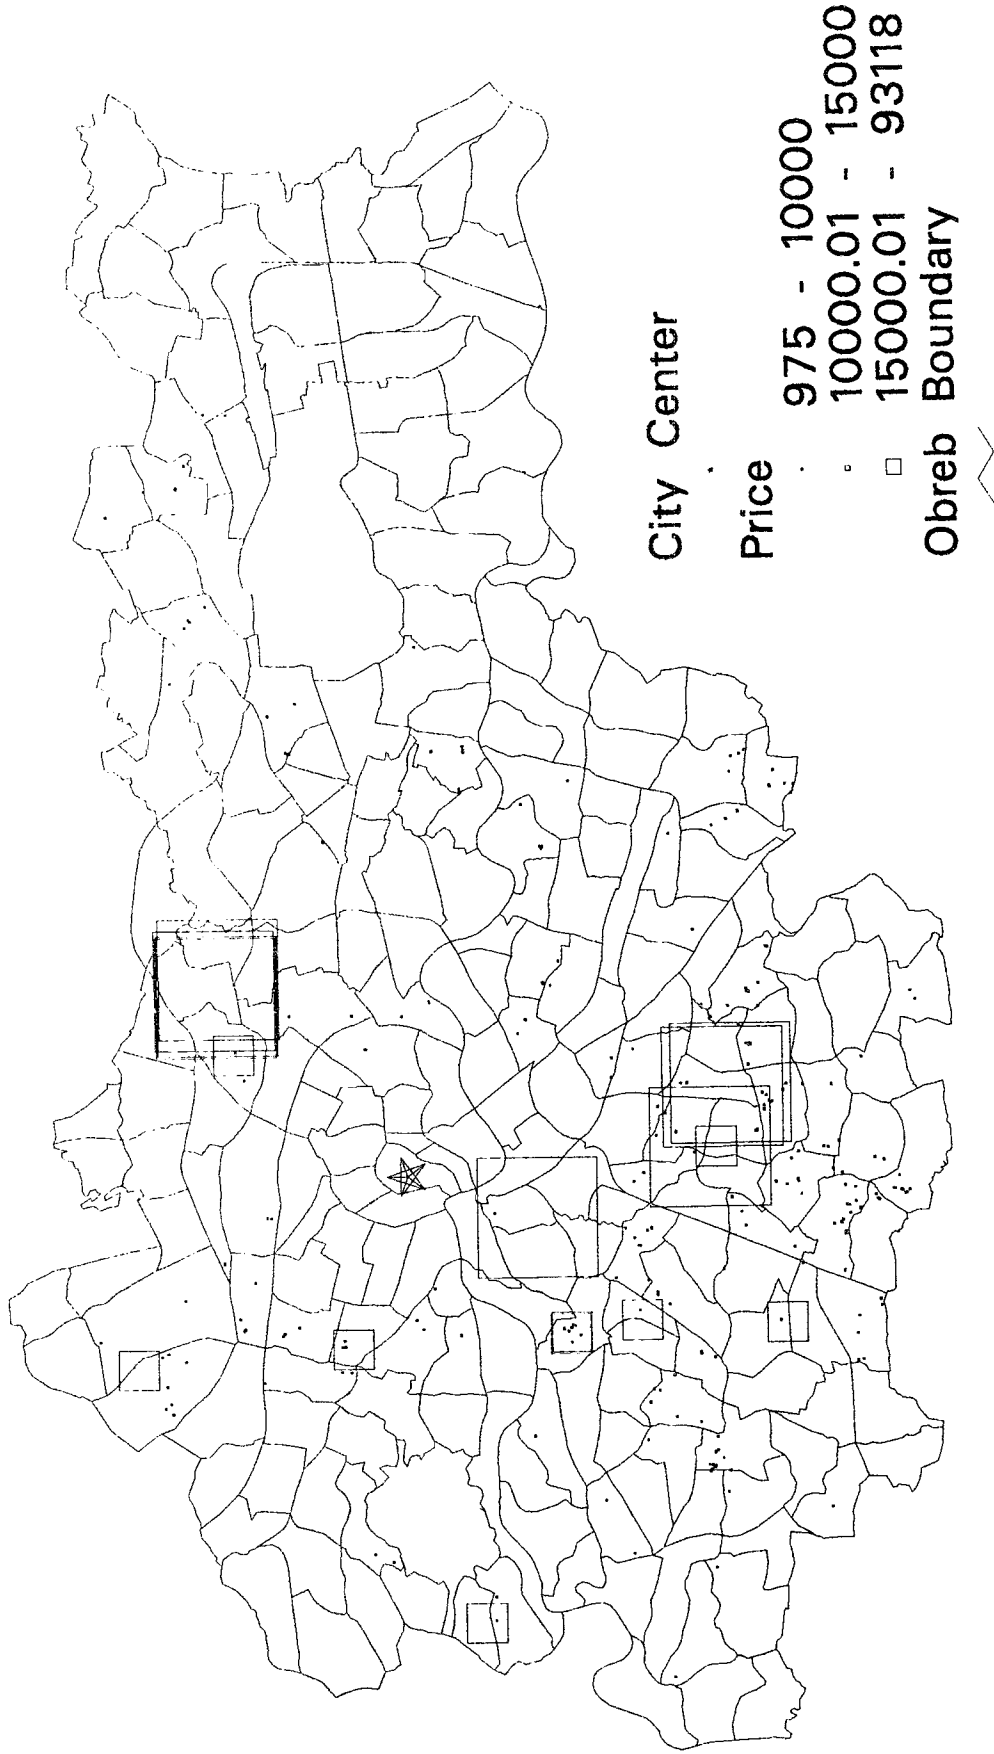 City Center
Price
975 - 10000
10000.01 - 15000
15000.01 - 93118
Obreb Boundary